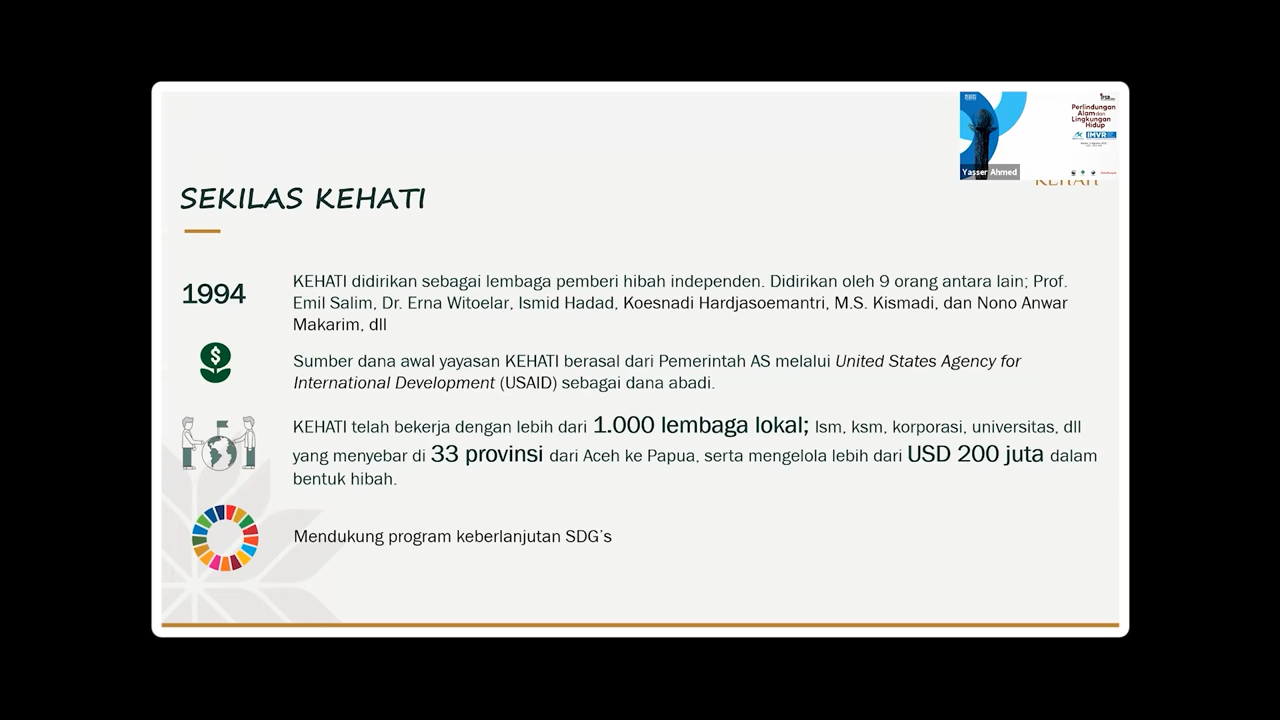 Perlindungan
Alam dan
Lingkungan
Hidup
IMVR
Yasser Ahmed
SEKILAS KEHATI
1994
KEHATI didirikan sebagai lembaga pemberi hibah independen. Didirikan oleh 9 orang antara lain; Prof.
Emil Salim, Dr. Erna Witoelar, Ismid Hadad, Koesnadi Hardjasoemantri, M.S. Kismadi, dan Nono Anwar
Makarim, dll
Sumber dana awal yayasan KEHATI berasal dari Pemerintah AS melalui United States Agency for
International Development (USAID) sebagai dana abadi.
KEHATI telah bekerja dengan lebih dari 1.000 lembaga lokal; lsm, ksm, korporasi, universitas, dll
yang menyebar di 33 provinsi dari Aceh ke Papua, serta mengelola lebih dari USD 200 juta dalam
bentuk hibah.
Mendukung program keberlanjutan SDG's